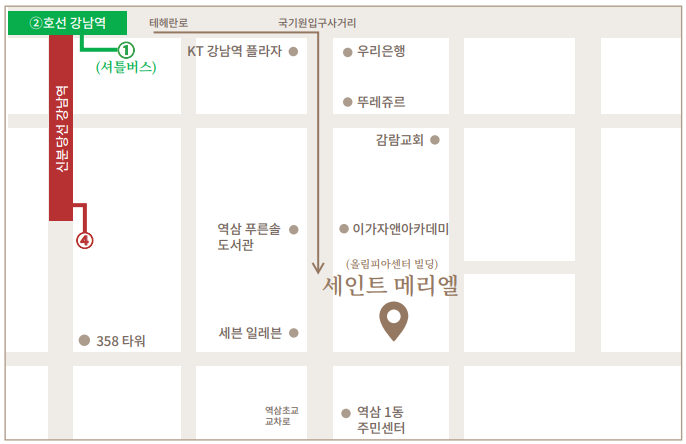 ②호선 강남역
테헤란로
국기원입구사거리
①
(셔틀버스)
KT 강남역 플라자
우리은행
신분당선 강남역
뚜레쥬르
감람교회
④
역삼 푸른솔
도서관
이가자앤아카데미
(올림피아센터 빌딩)
세인트 메리엘
358 타워
세븐 일레븐
역삼초교
교차로
역삼 1동
주민센터